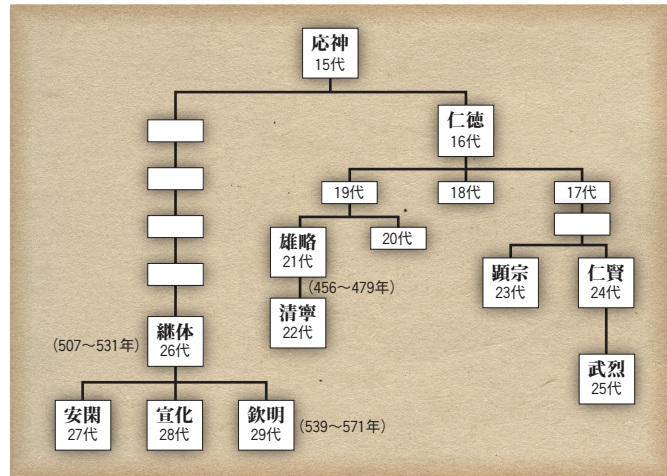 応神
15代
仁徳
16代
19代
18代
17代
雄略
21代
20代
(456〜479年)
清寧
22代
顕宗
23代
仁賢
24代
武烈
25代
(507〜531年)
継体
26代
安閑
27代
宣化
28代
欽明
29代
(539〜571年)